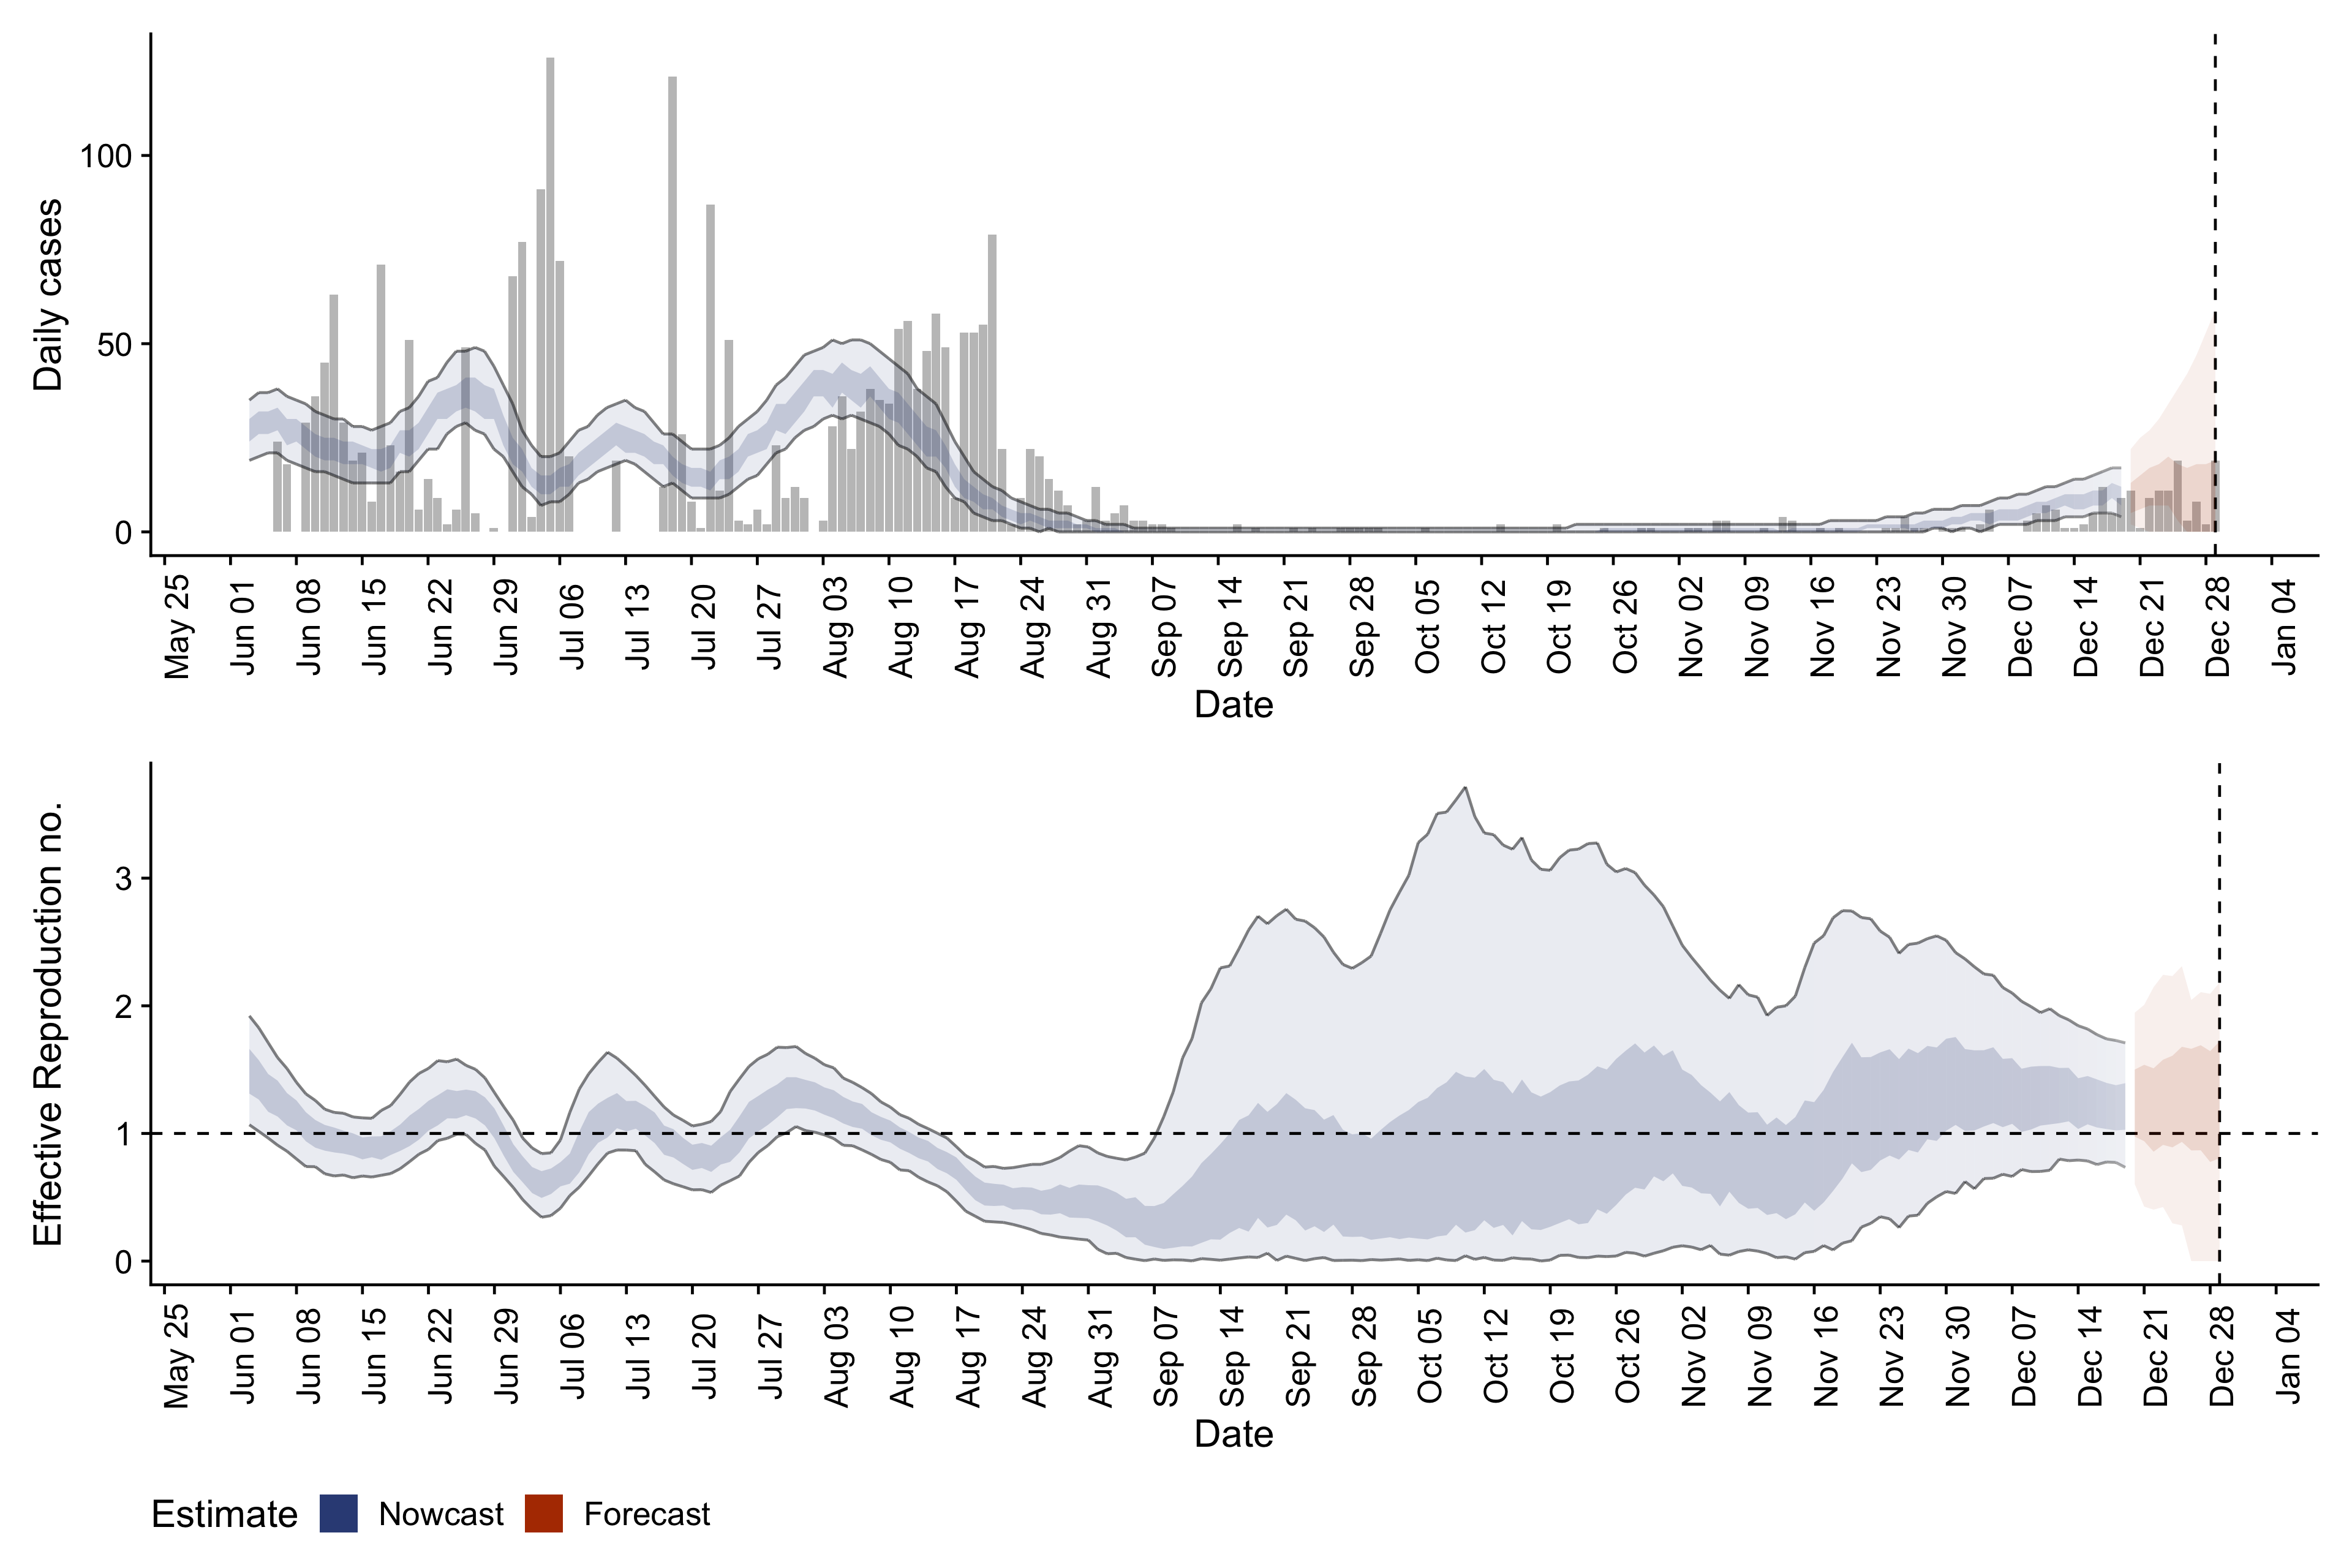 Daily cases
100
50
0
May 25 Jun 01 Jun 08 Jun 15 Jun 22 Jun 29 Jul 06 Jul 13 Jul 20 Jul 27 Aug 03 Aug 10 Aug 17 Aug 24 Aug 31 Sep 07 Sep 14 Sep 21 Sep 28 Oct 05 Oct 12 Oct 19 Oct 26 Nov 02 Nov 09 Nov 16 Nov 23 Nov 30 Dec 07 Dec 14 Dec 21 Dec 28 Jan 04
Date
Effective Reproduction no.
3
2
1
0
May 25 Jun 01 Jun 08 Jun 15 Jun 22 Jun 29 Jul 06 Jul 13 Jul 20 Jul 27 Aug 03 Aug 10 Aug 17 Aug 24 Aug 31 Sep 07 Sep 14 Sep 21 Sep 28 Oct 05 Oct 12 Oct 19 Oct 26 Nov 02 Nov 09 Nov 16 Nov 23 Nov 30 Dec 07 Dec 14 Dec 21 Dec 28 Jan 04
Date
Estimate Nowcast Forecast